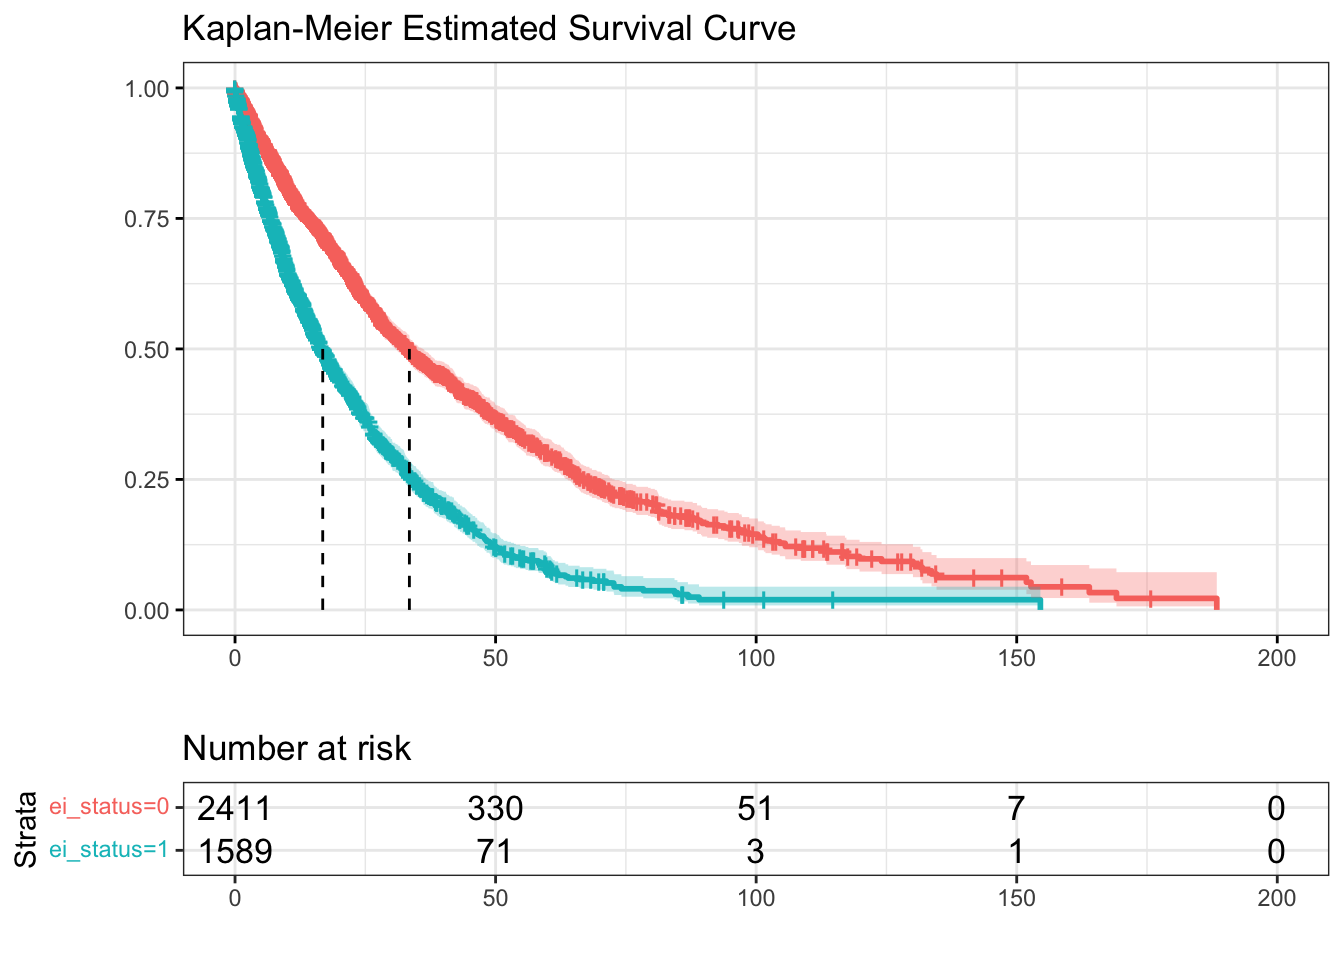 Kaplan-Meier Estimated Survival Curve
1.00
0.75
0.50
0.25
0.00
0 50 100 150 200
Number at risk
Strata
ei_status=0 2411 330 51 7 0
ei_status=1 1589 71 3 1 0
0 50 100 150 200